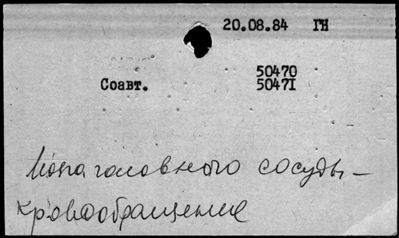 20.08.84 ГН
50470
Соавт. 50471
головного сосуды –
кровообращение